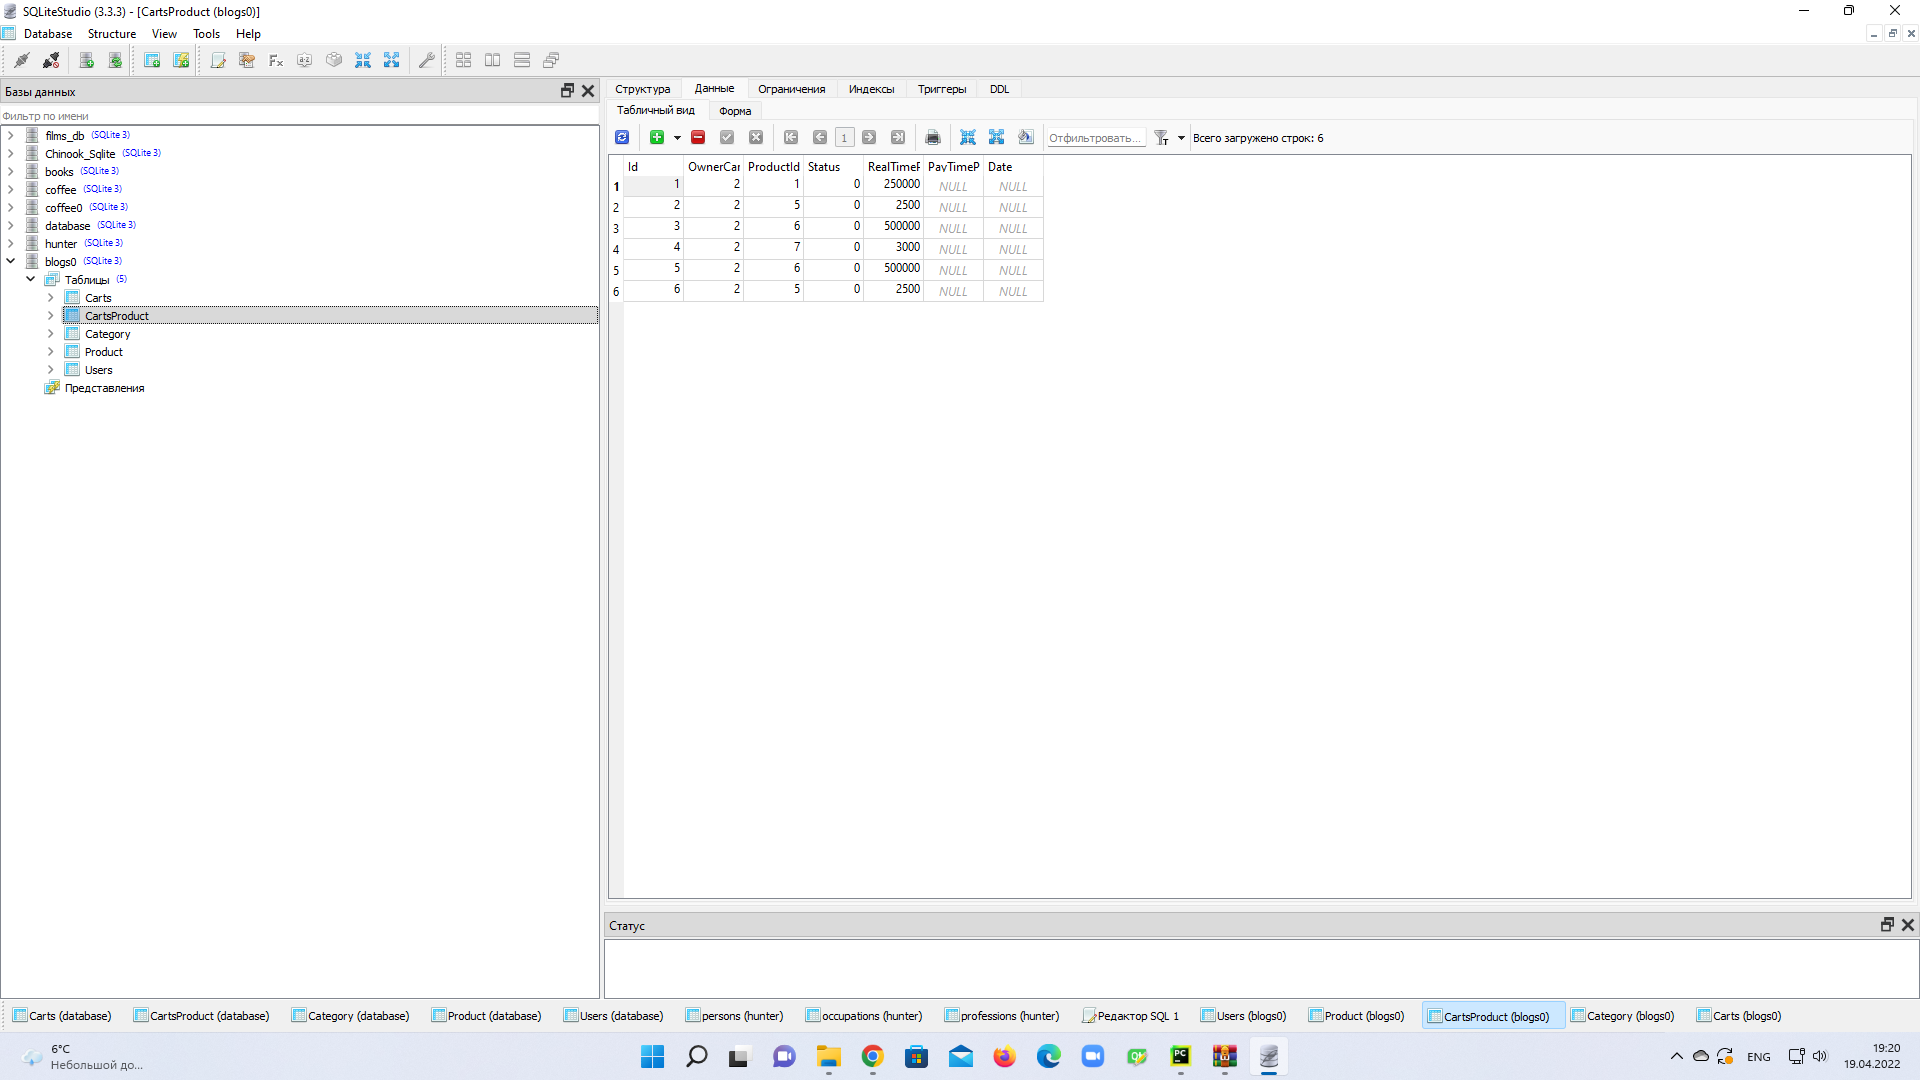 SQLiteStudio (3.3.3) - [CartsProduct (blogs0)]
Database Structure View Tools Help
Базы данных
Фильтр по имени
films_db (SQLite 3)
Chinook_Sqlite (SQLite 3)
books (SQLite 3)
coffee (SQLite 3)
coffee0 (SQLite 3)
database (SQLite 3)
hunter (SQLite 3)
blogs0 (SQLite 3)
Таблицы (5)
Carts
CartsProduct
Category
Product
Users
Представления
Структура Данные Ограничения Индексы Триггеры DDL
Табличный вид Форма
1 Отфильтровать... Всего загружено строк: 6
Id OwnerCar ProductId Status RealTimeP PayTimeP Date
1 1 2 1 0 250000 NULL NULL
2 2 2 5 0 2500 NULL NULL
3 3 2 6 0 500000 NULL NULL
4 4 2 7 0 3000 NULL NULL
5 5 2 6 0 500000 NULL NULL
6 6 2 5 0 2500 NULL NULL
Статус
Carts (database) CartsProduct (database) Category (database) Product (database) Users (database) persons (hunter) occupations (hunter) professions (hunter) Редактор SQL 1 Users (blogs0) Product (blogs0) CartsProduct (blogs0) Category (blogs0) Carts (blogs0)
6°C
Небольшой до...
PC
ENG
19:20
19.04.2022